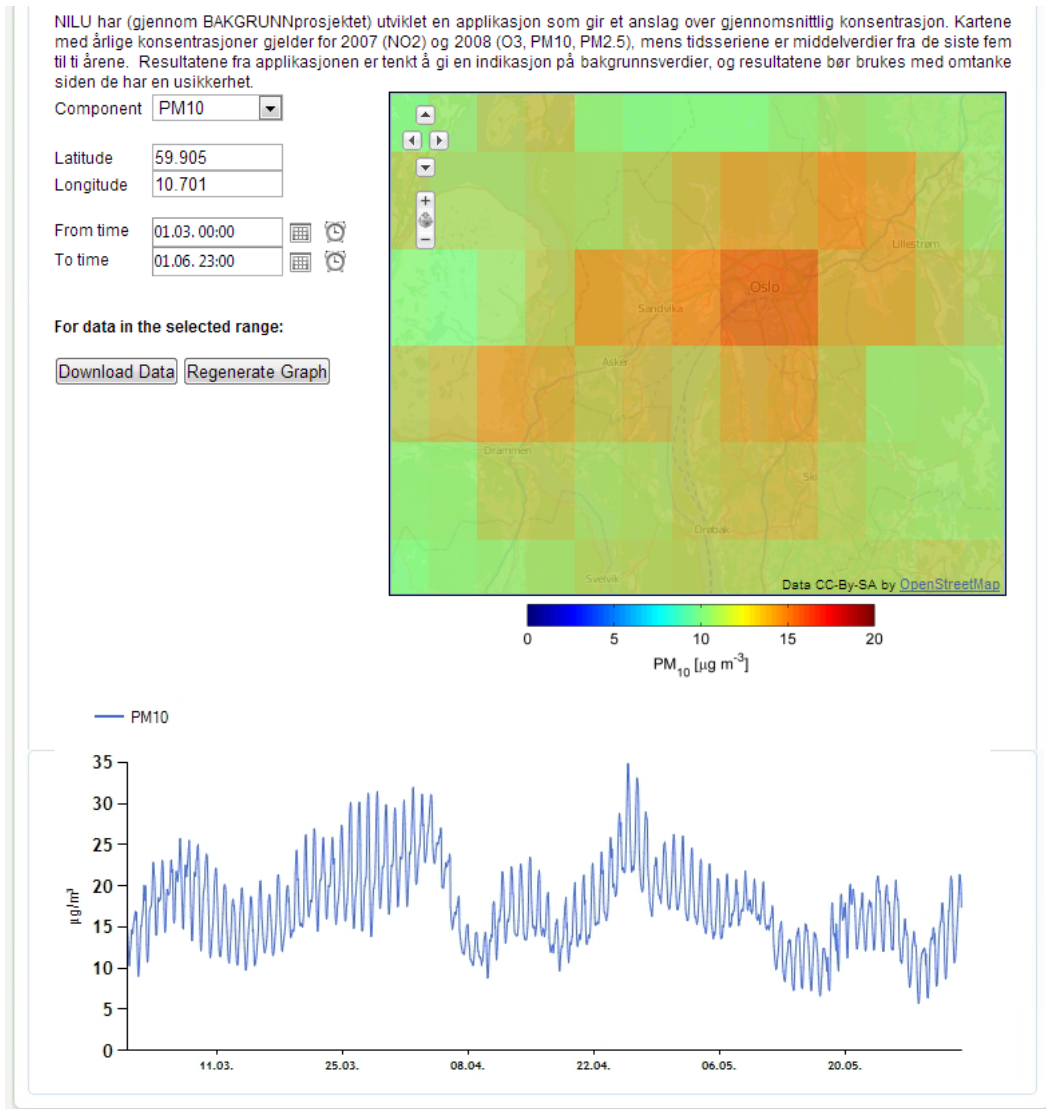 NILU har (gjennom BAKGRUNNprosjektet) utviklet en applikasjon som gir et anslag over gjennomsnittlig konsentrasjon. Kartene
med årlige konsentrasjoner gjelder for 2007 (NO2) og 2008 (O3, PM10, PM2.5), mens tidsseriene er middelverdier fra de siste fem
til ti årene. Resultatene fra applikasjonen er tenkt å gi en indikasjon på bakgrunnsverdier, og resultatene bør brukes med omtanke
siden de har en usikkerhet.
Component PM10
Latitude 59.905
Longitude 10.701
From time 01.03. 00:00
To time 01.06. 23:00
For data in the selected range:
Download Data Regenerate Graph
+
−
Lillestrøm
Oslo
Sandvika
Asker
Drammen
Ski
Drøbak
Svelvik
Data CC-By-SA by OpenStreetMap
0 5 10 15 20
PM10 [µg m-3]
PM10
35
30
25
20
15
10
5
0
µg/m³
11.03. 25.03. 08.04. 22.04. 06.05. 20.05.